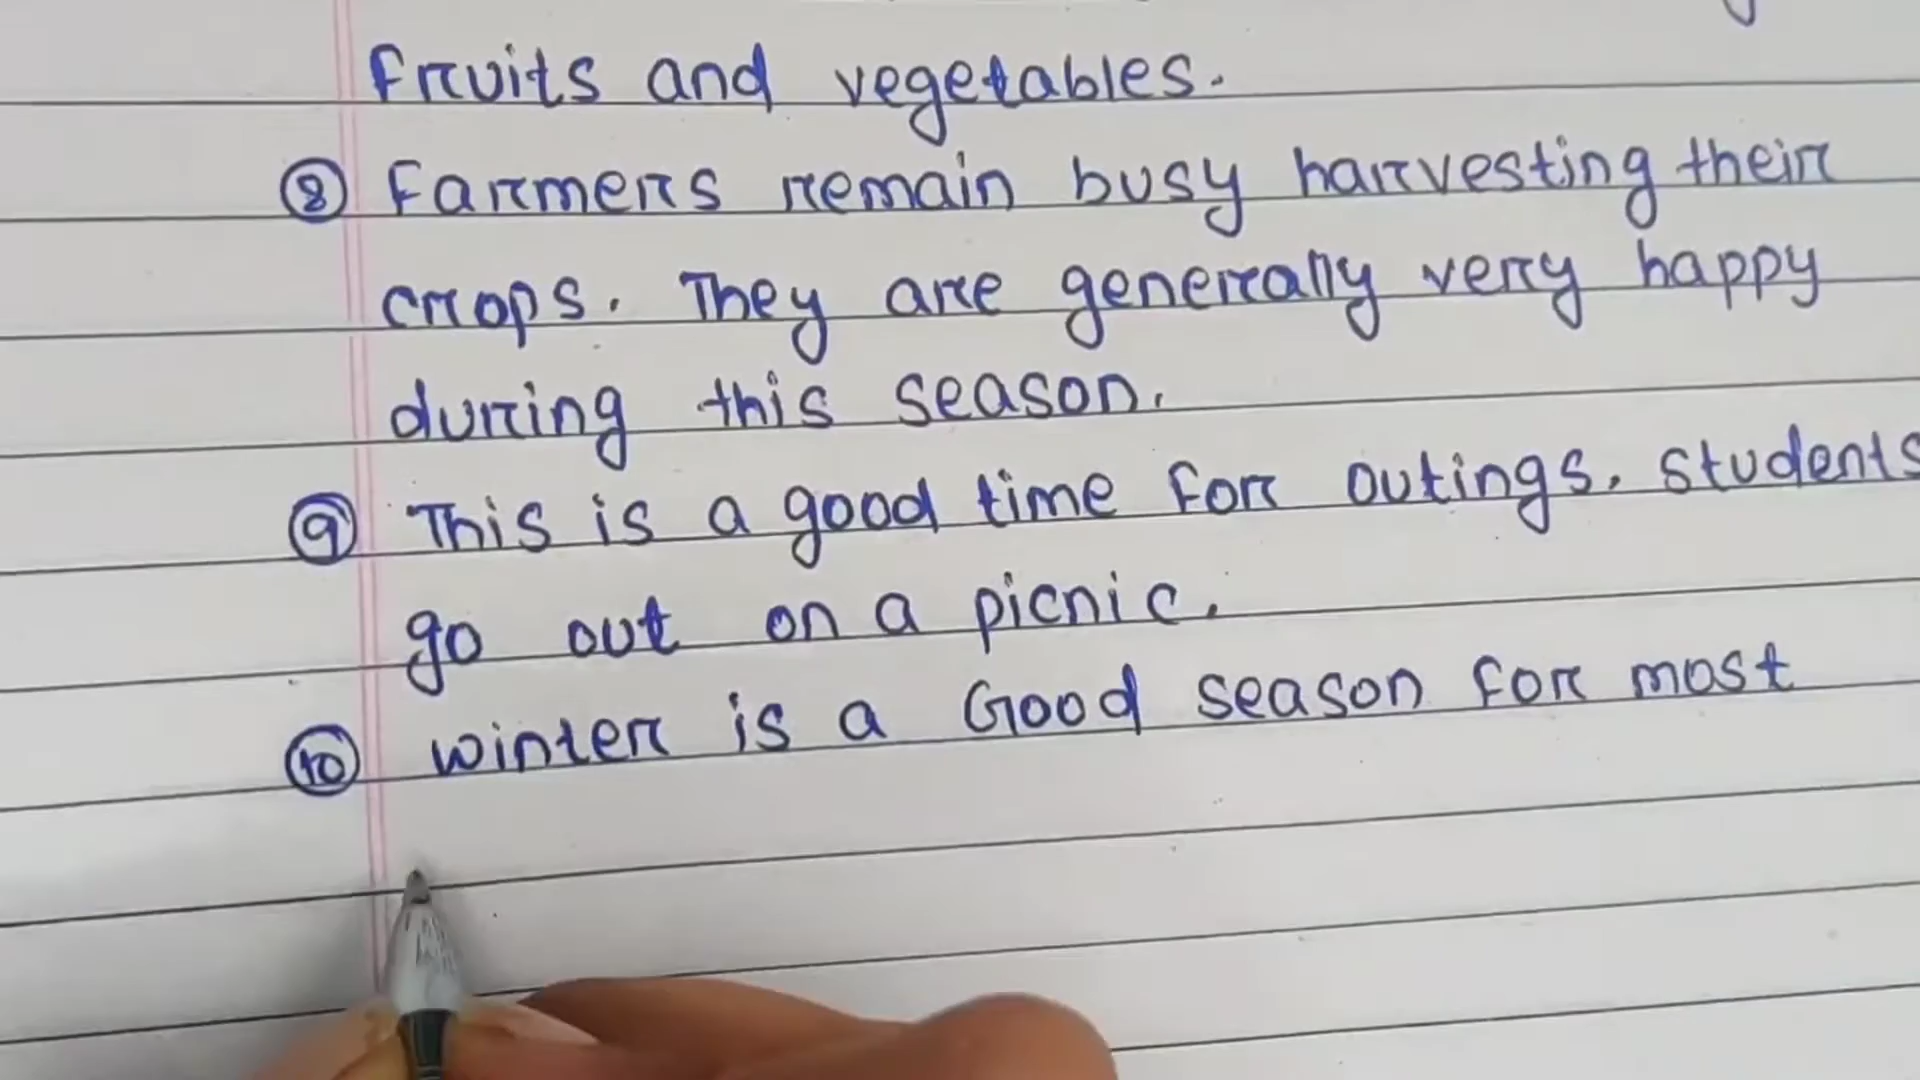 fruits and vegetables.
8 Farmers remain busy harvesting their
crops. They are generally very happy
during this season.
9 This is a good time for outings. students
go out on a picnic.
10 winter is a Good season for most